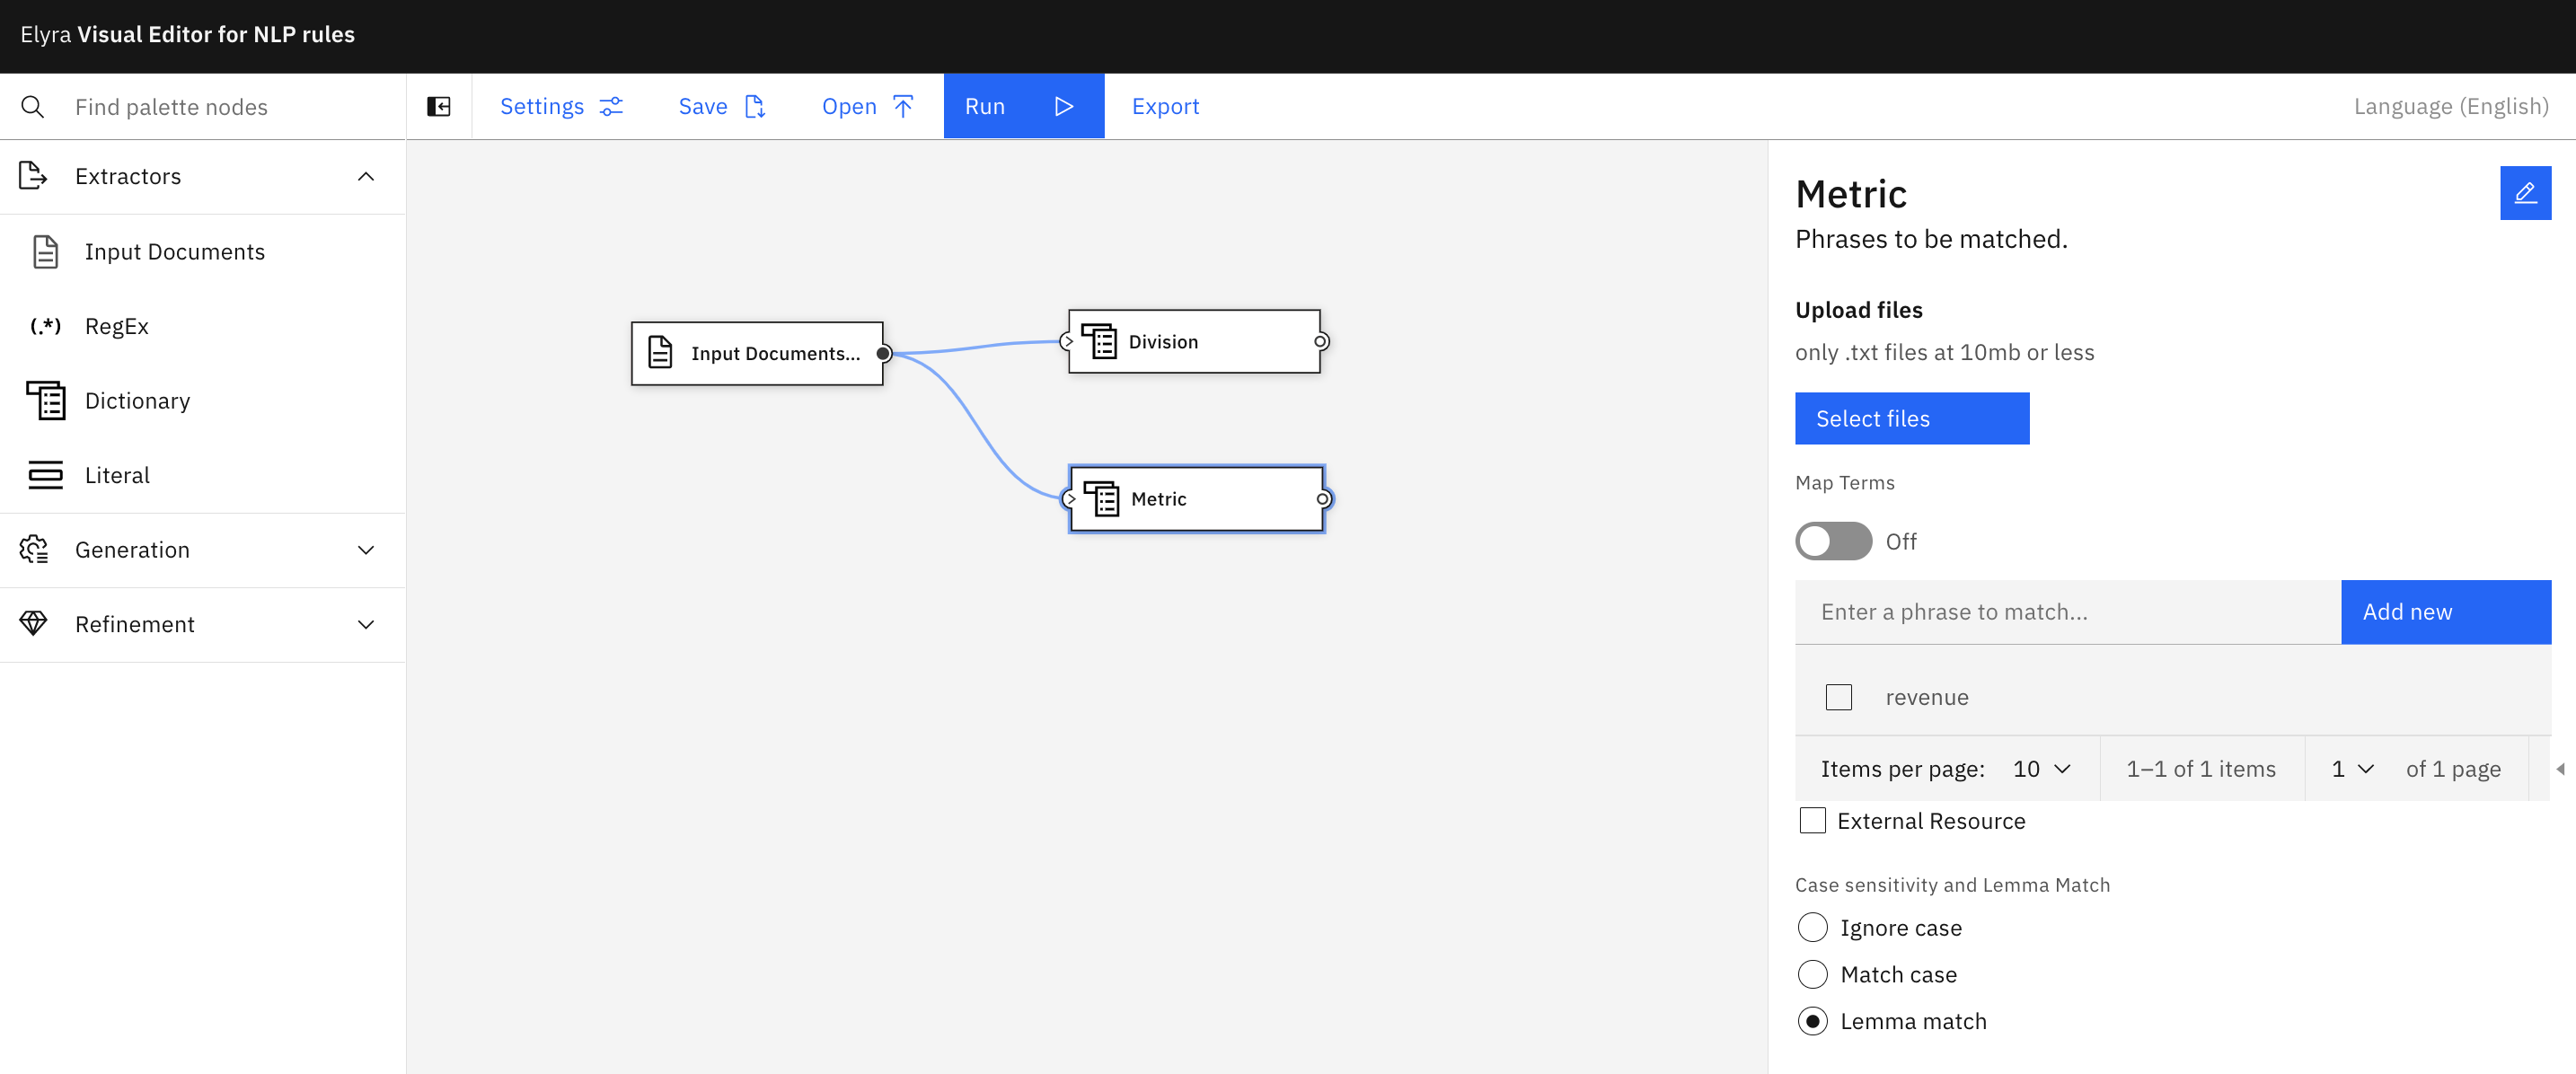 Elyra Visual Editor for NLP rules
Find palette nodes
Settings
Save
Open
Run
Export
Language (English)
Extractors
Input Documents
(.*) RegEx
Dictionary
Literal
Generation
Refinement
Input Documents...
Division
Metric
Metric
Phrases to be matched.
Upload files
only .txt files at 10mb or less
Select files
Map Terms
Off
Enter a phrase to match...
Add new
revenue
Items per page: 10
1–1 of 1 items
1 of 1 page
External Resource
Case sensitivity and Lemma Match
Ignore case
Match case
Lemma match